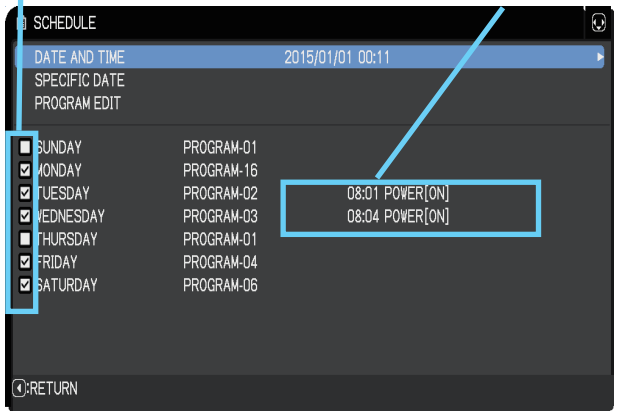 SCHEDULE
DATE AND TIME 2015/01/01 00:11
SPECIFIC DATE
PROGRAM EDIT
SUNDAY PROGRAM-01
MONDAY PROGRAM-16
TUESDAY PROGRAM-02 08:01 POWER[ON]
WEDNESDAY PROGRAM-03 08:04 POWER[ON]
THURSDAY PROGRAM-01
FRIDAY PROGRAM-04
SATURDAY PROGRAM-06
:RETURN